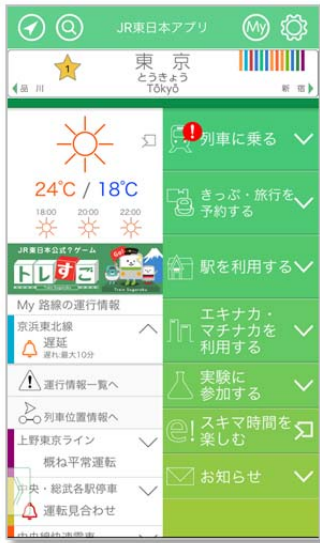 JR東日本アプリ
My
1
東京
とうきょう
Tōkyō
品川
新宿
24℃ / 18℃
18:00 20:00 22:00
JR東日本公式?ゲーム
トレすご
Go!
My 路線の運行情報
京浜東北線
遅延
遅れ:最大10分
運行情報一覧へ
列車位置情報へ
上野東京ライン
概ね平常運転
中央・総武各駅停車
運転見合わせ
中央線快速電車
列車に乗る
きっぷ・旅行を
予約する
駅を利用する
エキナカ・
マチナカを
利用する
実験に
参加する
e!
スキマ時間を
楽しむ
お知らせ